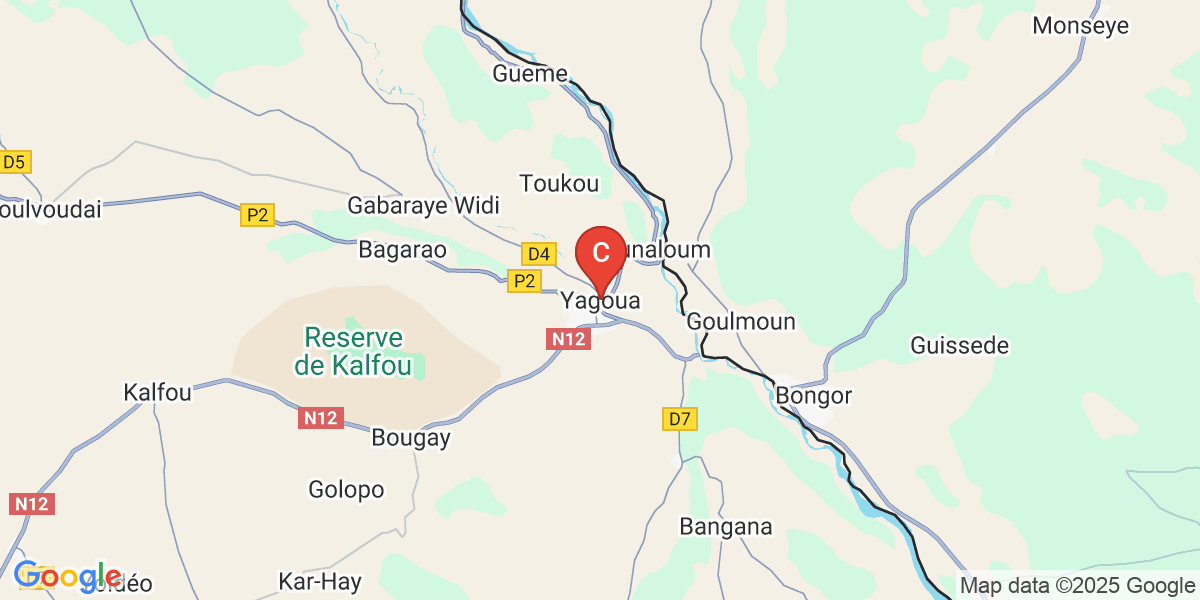 Monseye
Gueme
D5
Toukou
oulvoudai
Gabaraye Widi
P2
Bagarao
D4
C
unaloum
P2
Yagoua
Goulmoun
N12
Reserve
de Kalfou
Guissede
Kalfou
Bongor
N12
D7
Bougay
Golopo
N12
Bangana
Google
déo
Kar-Hay
Map data ©2025 Google